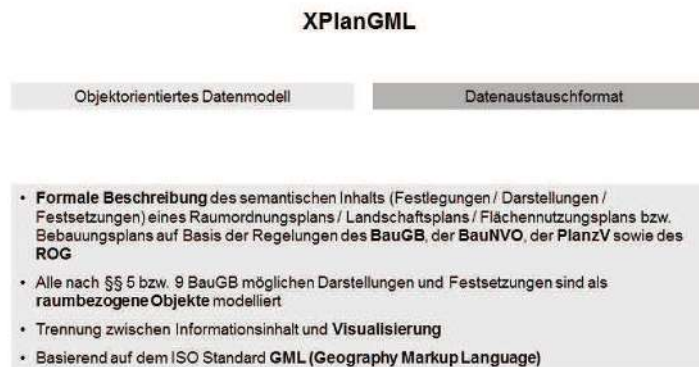 XPlanGML
Objektorientiertes Datenmodell
Datenaustauschformat
• Formale Beschreibung des semantischen Inhalts (Festlegungen / Darstellungen /
Festsetzungen) eines Raumordnungsplans / Landschaftsplans / Flächennutzungsplans bzw.
Bebauungsplans auf Basis der Regelungen des BauGB, der BauNVO, der PlanzV sowie des
ROG
• Alle nach §§ 5 bzw. 9 BauGB möglichen Darstellungen und Festsetzungen sind als
raumbezogene Objekte modelliert
• Trennung zwischen Informationsinhalt und Visualisierung
• Basierend auf dem ISO Standard GML (Geography Markup Language)